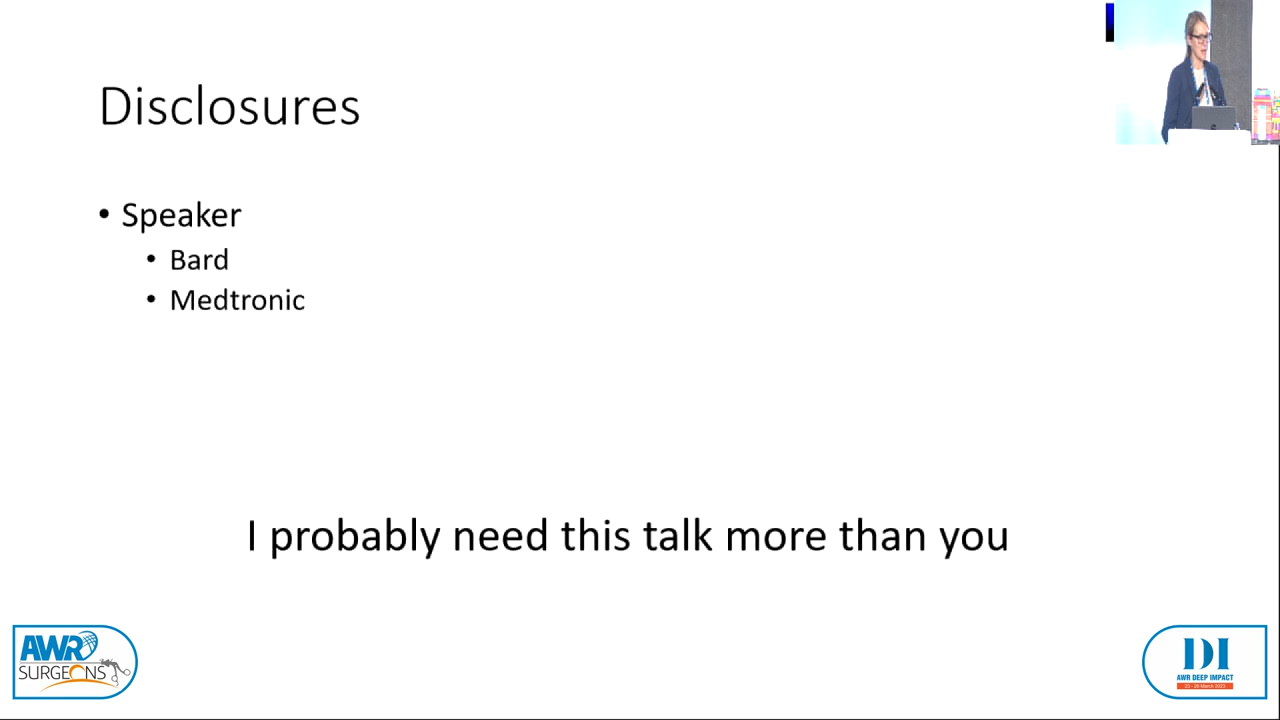 Disclosures
• Speaker
• Bard
• Medtronic
I probably need this talk more than you
AWR
SURGEONS
DI
AWR DEEP IMPACT